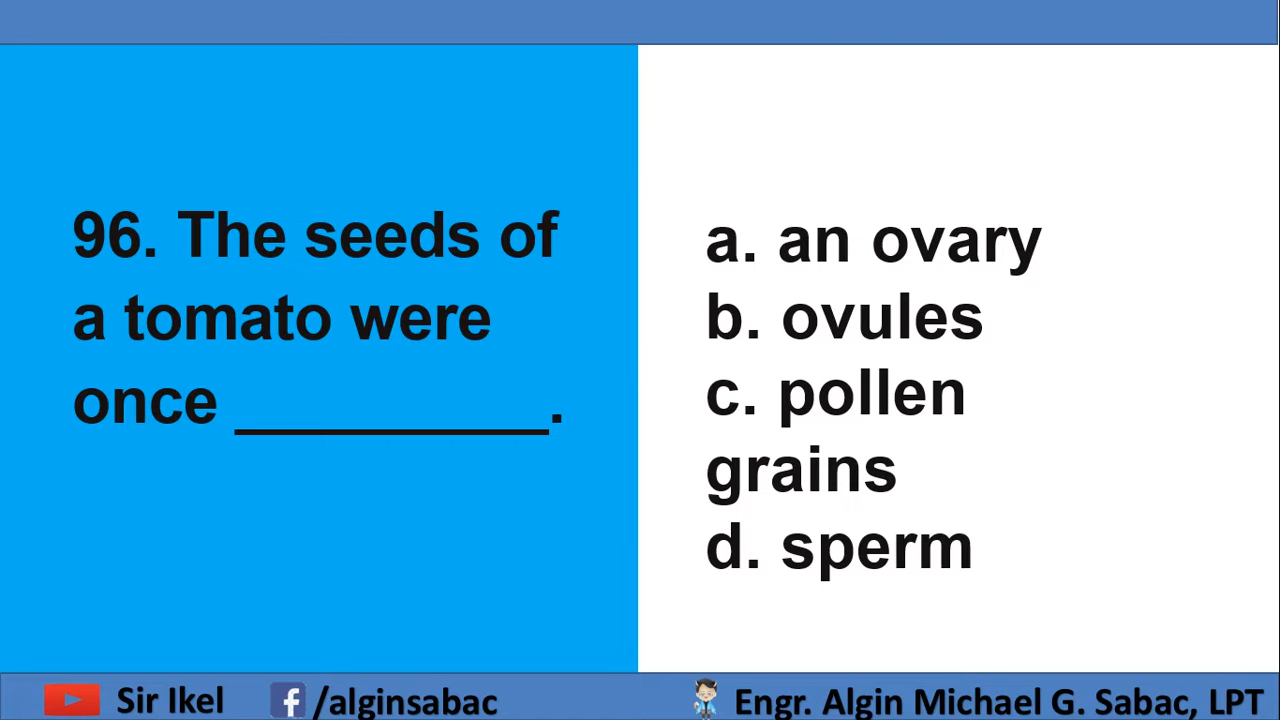 96. The seeds of
a tomato were
once _________.
a. an ovary
b. ovules
c. pollen
grains
d. sperm
Sir Ikel
/alginsabac
Engr. Algin Michael G. Sabac, LPT